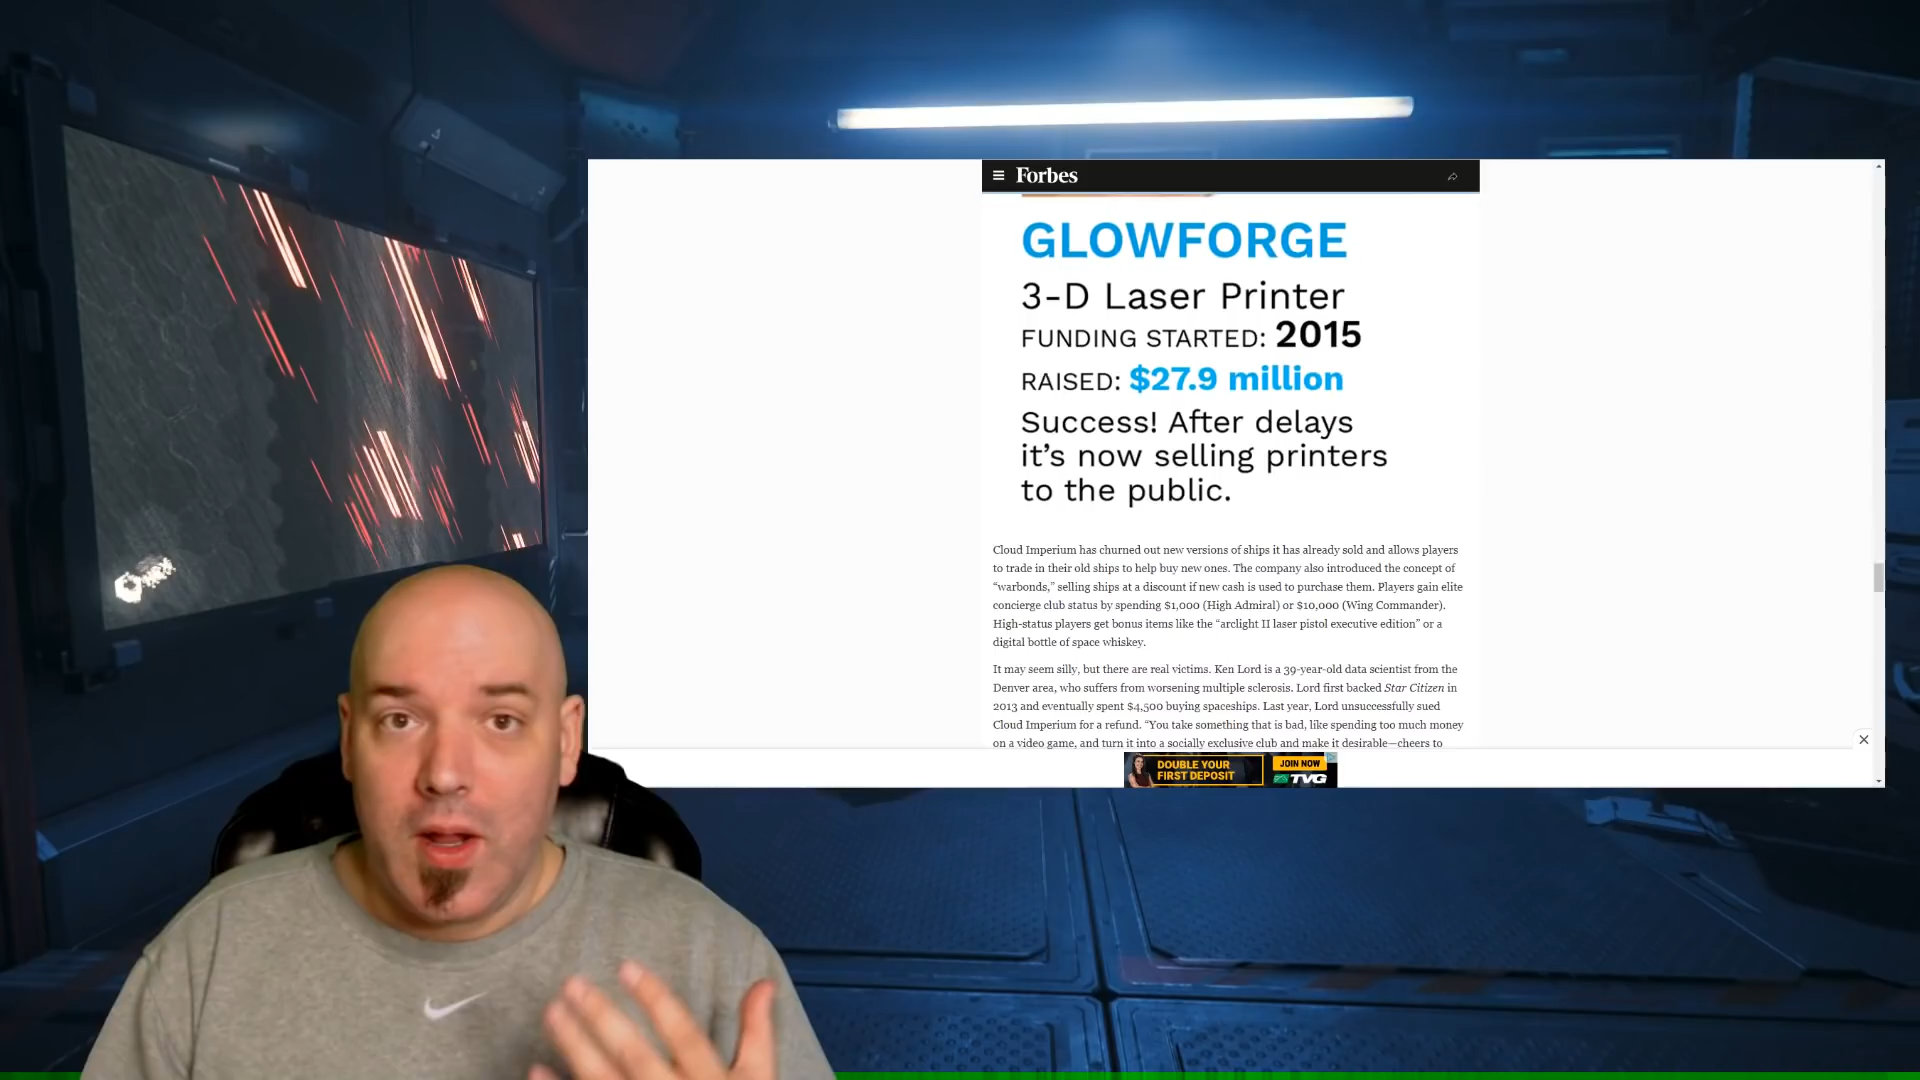 Forbes
GLOWFORGE
3-D Laser Printer
FUNDING STARTED: 2015
RAISED: $27.9 million
Success! After delays
it's now selling printers
to the public.
Cloud Imperium has churned out new versions of ships it has already sold and allows players
to trade in their old ships to help buy new ones. The company also introduced the concept of
“warbonds,” selling ships at a discount if new cash is used to purchase them. Players gain elite
concierge club status by spending $1,000 (High Admiral) or $10,000 (Wing Commander).
High-status players get bonus items like the “arclight II laser pistol executive edition” or a
digital bottle of space whiskey.
It may seem silly, but there are real victims. Ken Lord is a 39-year-old data scientist from the
Denver area, who suffers from worsening multiple sclerosis. Lord first backed Star Citizen in
2013 and eventually spent $4,500 buying spaceships. Last year, Lord unsuccessfully sued
Cloud Imperium for a refund. “You take something that is bad, like spending too much money
on a video game, and turn it into a socially exclusive club and make it desirable—cheers to
DOUBLE YOUR
FIRST DEPOSIT
JOIN NOW
TVG